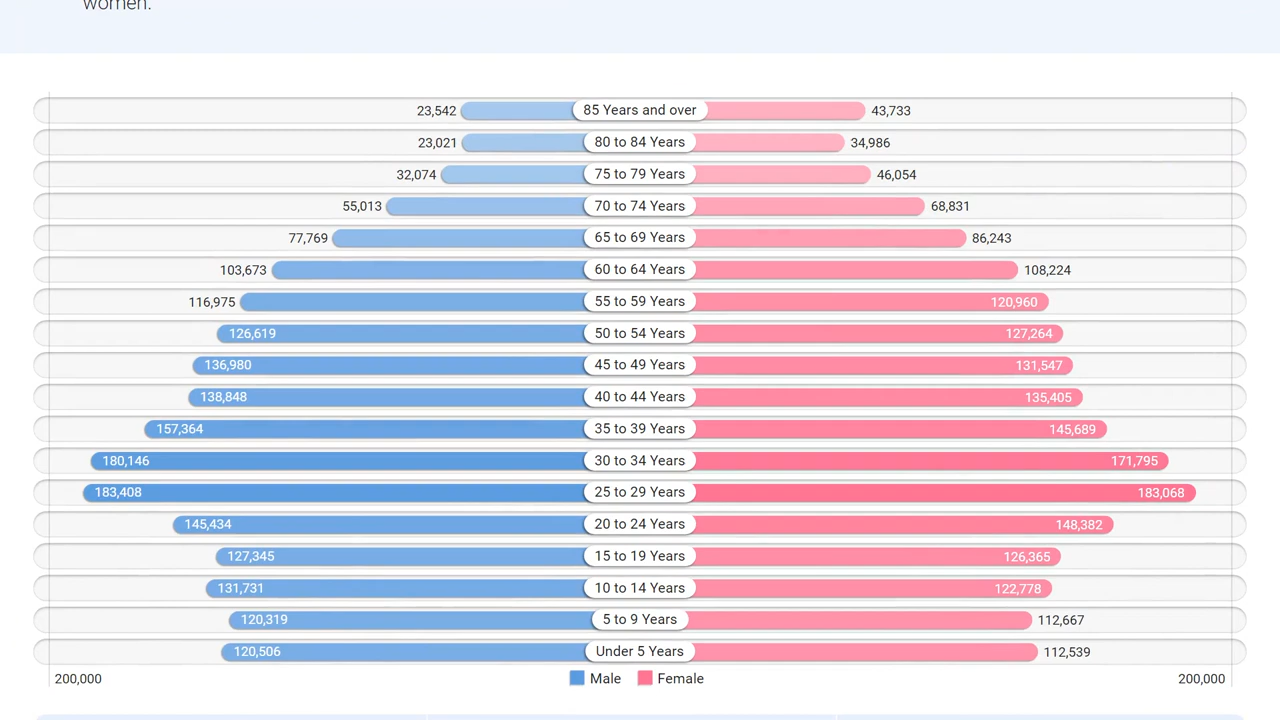 women.
23,542 85 Years and over 43,733
23,021 80 to 84 Years 34,986
32,074 75 to 79 Years 46,054
55,013 70 to 74 Years 68,831
77,769 65 to 69 Years 86,243
103,673 60 to 64 Years 108,224
116,975 55 to 59 Years 120,960
126,619 50 to 54 Years 127,264
136,980 45 to 49 Years 131,547
138,848 40 to 44 Years 135,405
157,364 35 to 39 Years 145,689
180,146 30 to 34 Years 171,795
183,408 25 to 29 Years 183,068
145,434 20 to 24 Years 148,382
127,345 15 to 19 Years 126,365
131,731 10 to 14 Years 122,778
120,319 5 to 9 Years 112,667
120,506 Under 5 Years 112,539
200,000 Male Female 200,000